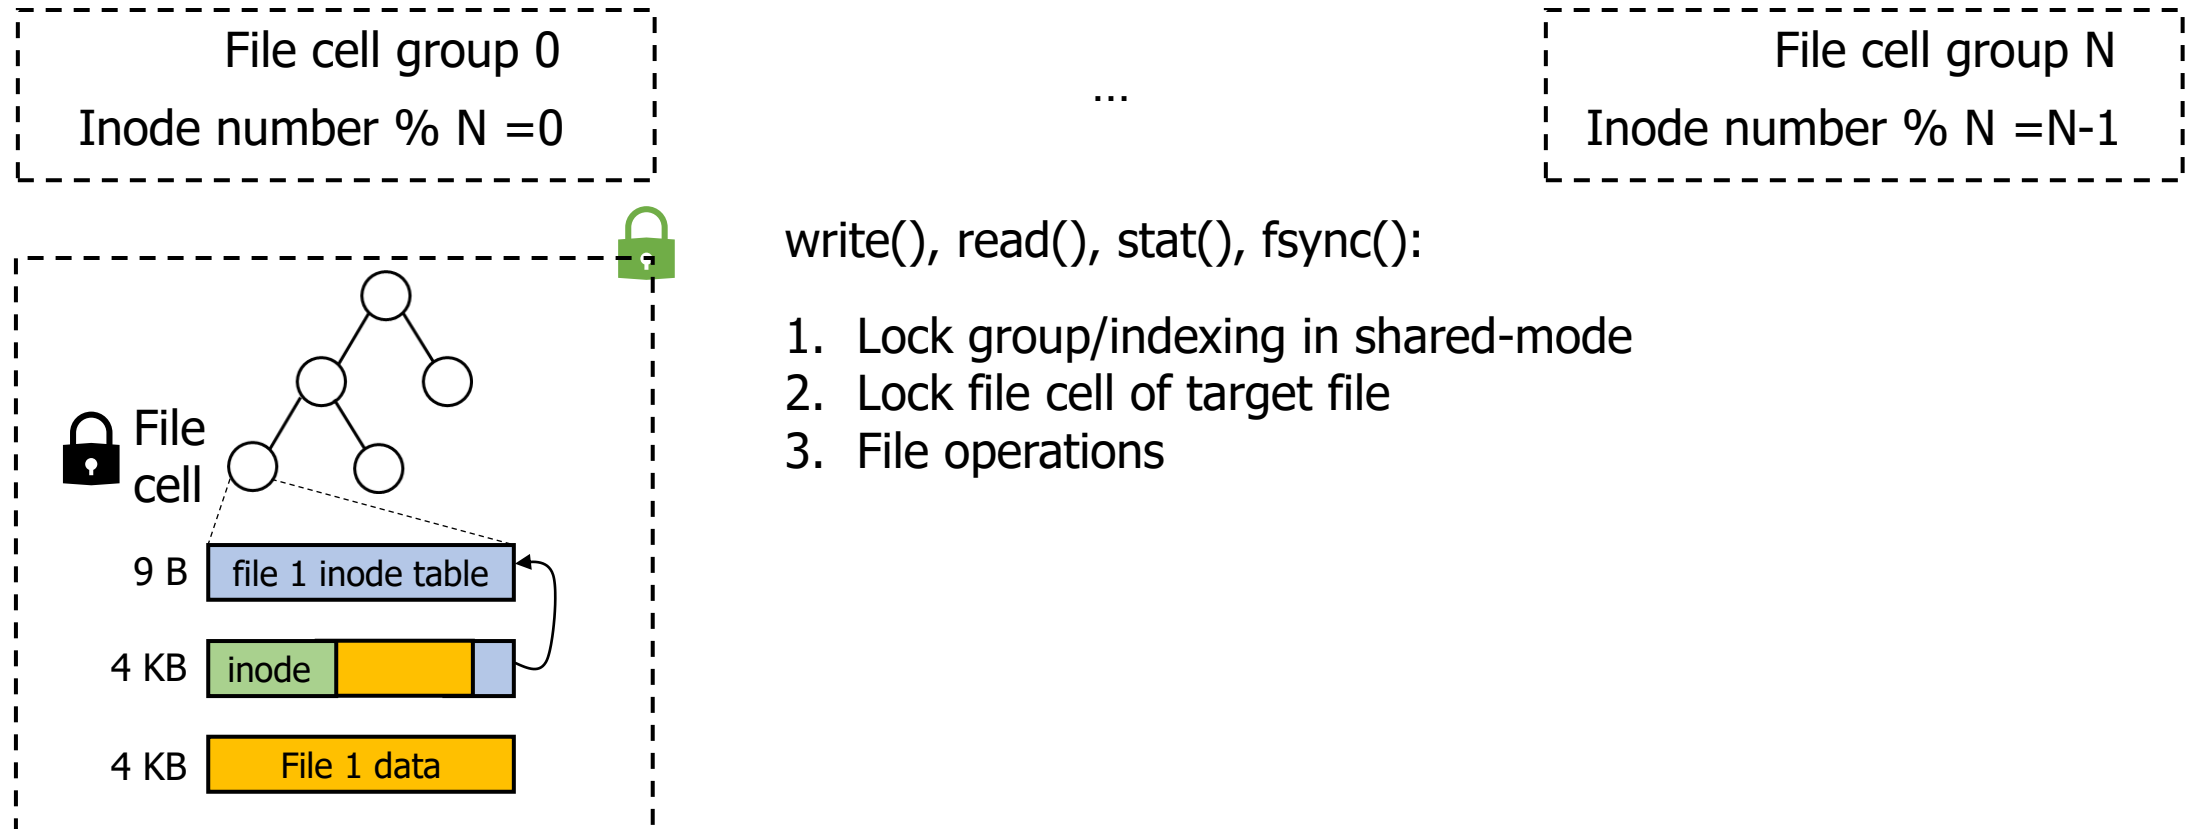 File cell group 0
Inode number % N =0
...
File cell group N
Inode number % N =N-1
write(), read(), stat(), fsync():
1. Lock group/indexing in shared-mode
2. Lock file cell of target file
3. File operations
File
cell
9 B
file 1 inode table
4 KB
inode
4 KB
File 1 data